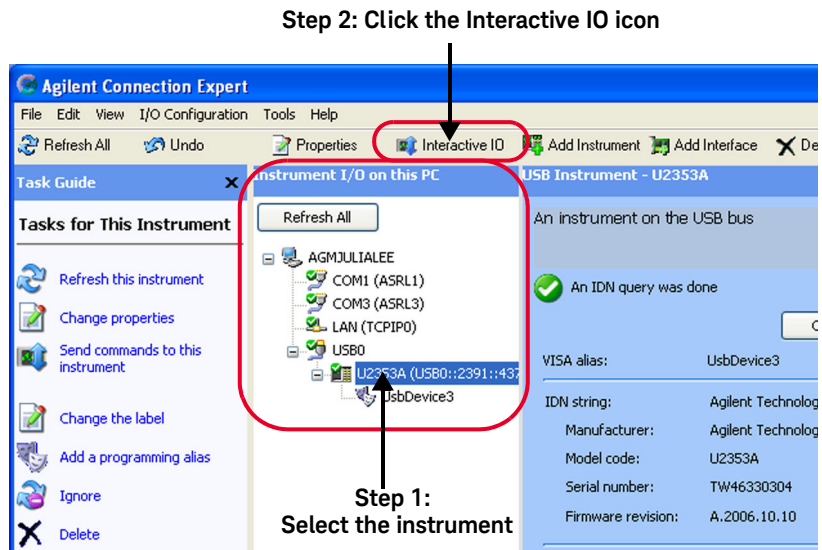 Step 2: Click the Interactive IO icon
Agilent Connection Expert
File Edit View I/O Configuration Tools Help
Refresh All Undo Properties Interactive IO Add Instrument Add Interface De
Task Guide
Instrument I/O on this PC
USB Instrument - U2353A
Tasks for This Instrument
Refresh this instrument
Change properties
Send commands to this
instrument
Change the label
Add a programming alias
Ignore
Delete
Refresh All
AGMJULIALEE
COM1 (ASRL1)
COM3 (ASRL3)
LAN (TCPIP0)
USB0
U2353A (USB0::2391::437
UsbDevice3
Step 1:
Select the instrument
An instrument on the USB bus
An IDN query was done
VISA alias: UsbDevice3
IDN string: Agilent Technolog
Manufacturer: Agilent Technolog
Model code: U2353A
Serial number: TW46330304
Firmware revision: A.2006.10.10